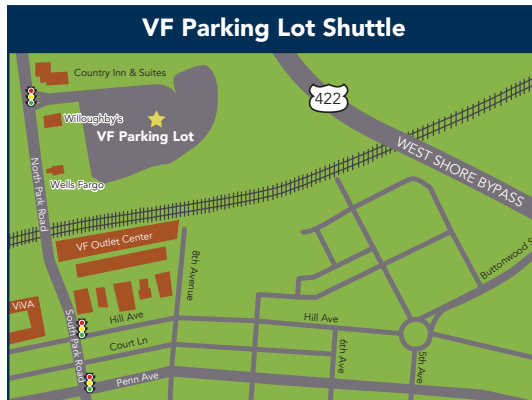 VF Parking Lot Shuttle
Country Inn & Suites
422
Willoughby's
VF Parking Lot
WEST SHORE BYPASS
North Park Road
Wells Fargo
VF Outlet Center
8th Avenue
Buttonwood S
ViVA
South Park Road
Hill Ave
Hill Ave
Court Ln
6th Ave
5th Ave
Penn Ave